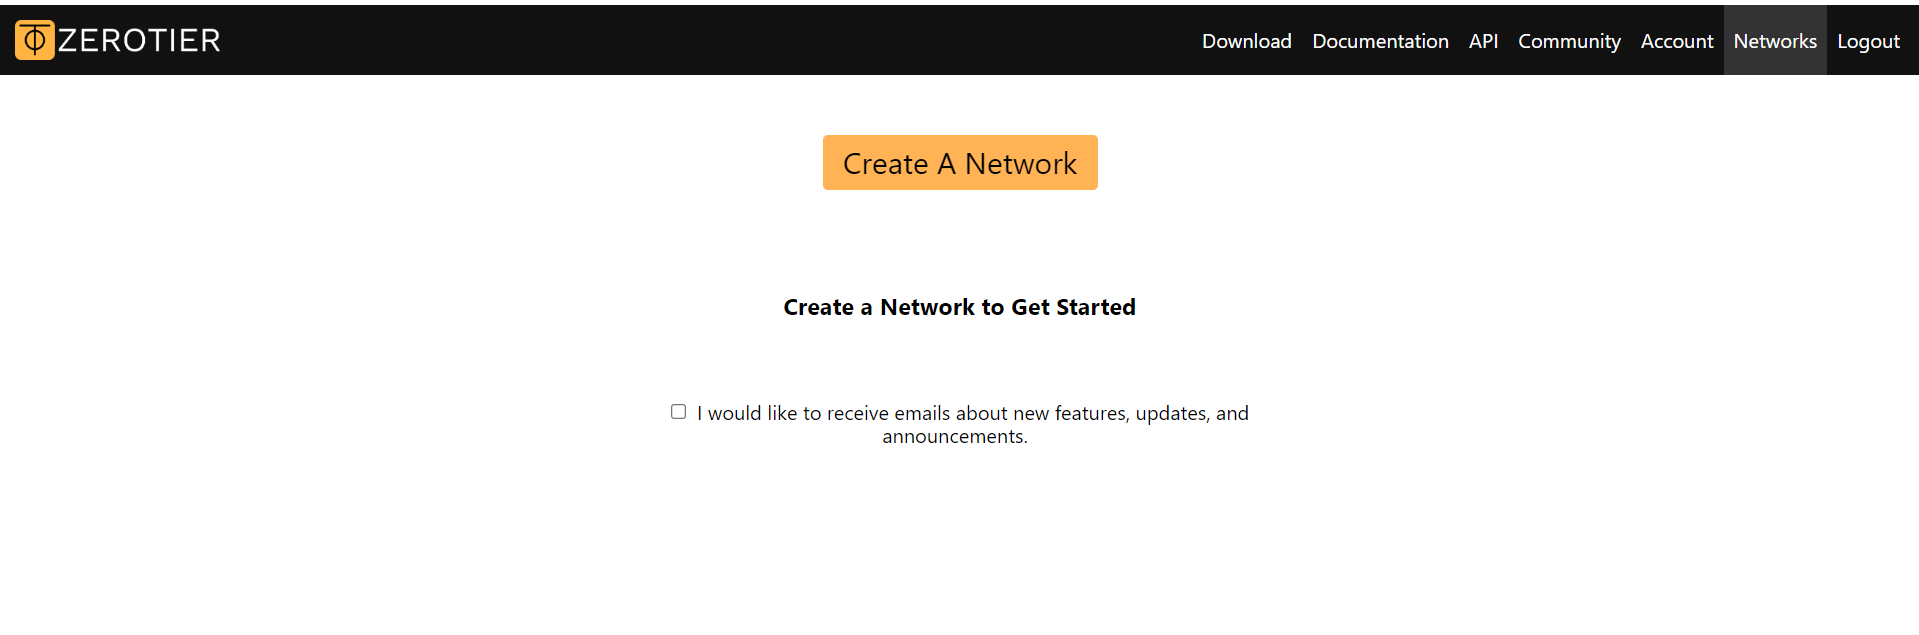 ZEROTIER
Download Documentation API Community Account Networks Logout
Create A Network
Create a Network to Get Started
I would like to receive emails about new features, updates, and
announcements.